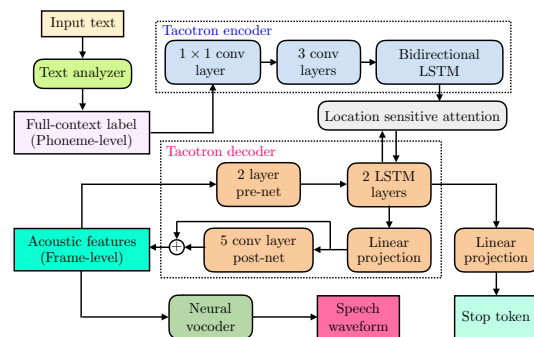 Input text
Tacotron encoder
1 × 1 conv
layer
3 conv
layers
Bidirectional
LSTM
Text analyzer
Full-context label
(Phoneme-level)
Location sensitive attention
Tacotron decoder
2 layer
pre-net
2 LSTM
layers
Acoustic features
(Frame-level)
+
5 conv layer
post-net
Linear
projection
Linear
projection
Neural
vocoder
Speech
waveform
Stop token